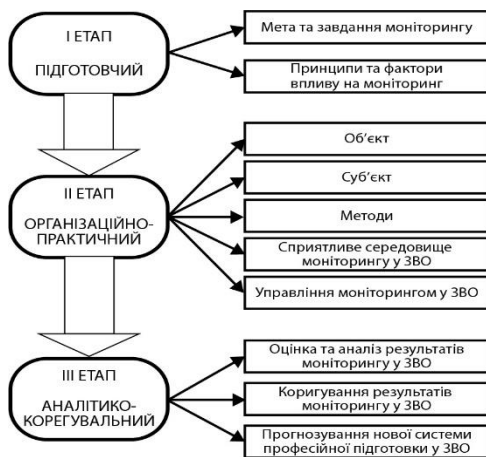 І ЕТАП
ПІДГОТОВЧИЙ
Мета та завдання моніторингу
Принципи та фактори
впливу на моніторинг
ІІ ЕТАП
ОРГАНІЗАЦІЙНО-
ПРАКТИЧНИЙ
Об’єкт
Суб’єкт
Методи
Сприятливе середовище
моніторингу у ЗВО
Управління моніторингом у ЗВО
ІІІ ЕТАП
АНАЛІТИКО-
КОРЕГУВАЛЬНИЙ
Оцінка та аналіз результатів
моніторингу у ЗВО
Коригування результатів
моніторингу у ЗВО
Прогнозування нової системи
професійної підготовки у ЗВО